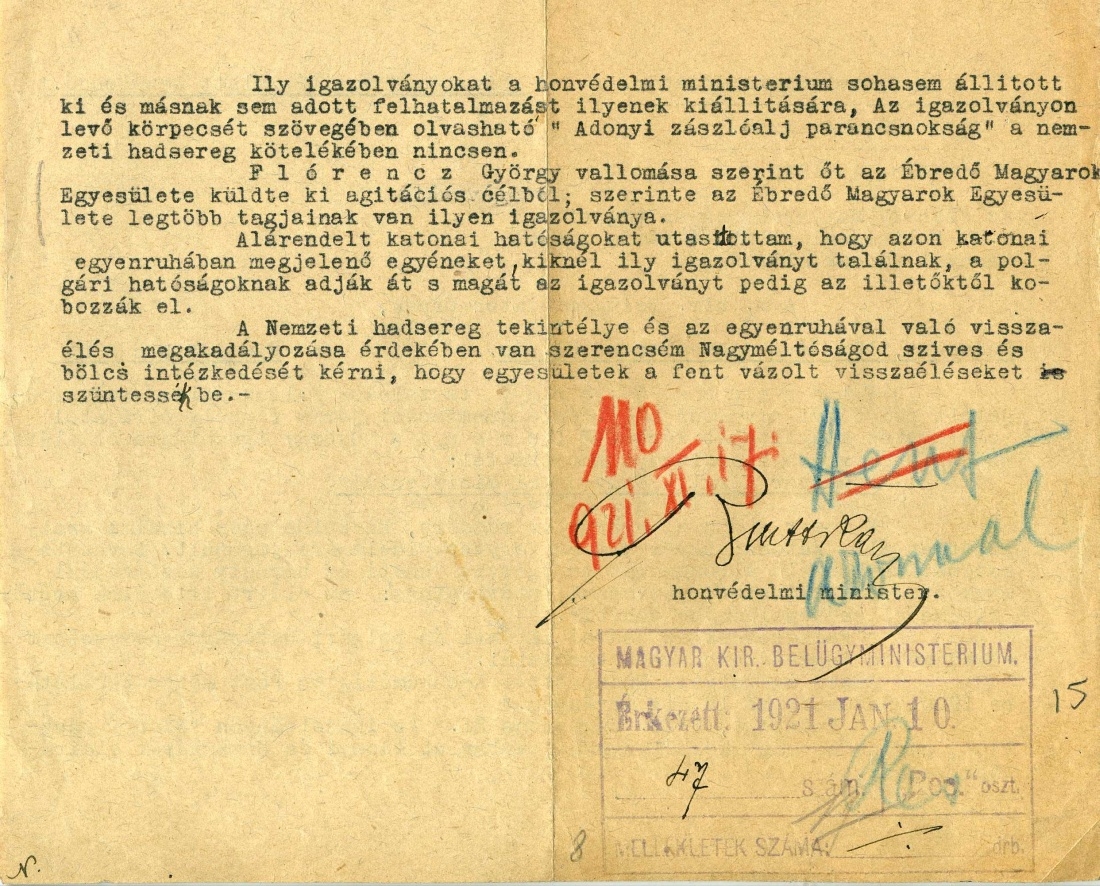 Ily igazolványokat a honvédelmi ministerium sohasem állitott
ki és másnak sem adott felhatalmazást ilyenek kiállitására, Az igazolványon
levő körpecsét szövegében olvasható " Adonyi zászlóalj parancsnokság" a nem-
zeti hadsereg kötelékében nincsen.
F l ó r e n c z György vallomása szerint őt az Ébredő Magyarok
Egyesülete küldte ki agitációs célból; szerinte az Ébredő Magyarok Egyesü-
lete legtöbb tagjainak van ilyen igazolványa.
Alárendelt katonai hatóságokat utasitottam, hogy azon katonai
egyenruhában megjelenő egyéneket,kiknél ily igazolványt találnak, a pol-
gári hatóságoknak adják át s magát az igazolványt pedig az illetőktől ko-
bozzák el.
A Nemzeti hadsereg tekintélye és az egyenruhával való vissza-
élés megakadályozása érdekében van szerencsém Nagyméltóságod szives és
bölcs intézkedését kérni, hogy egyesületek a fent vázolt visszaéléseket is
szüntessék be.-
110
921. XI. 17.
honvédelmi minister.
MAGYAR KIR. BELÜGYMINISTERIUM.
Érkezett: 1921 JAN 10.
15
47 szám. oszt.
8
MELLÉKLETEK SZÁMA: drb.
N.